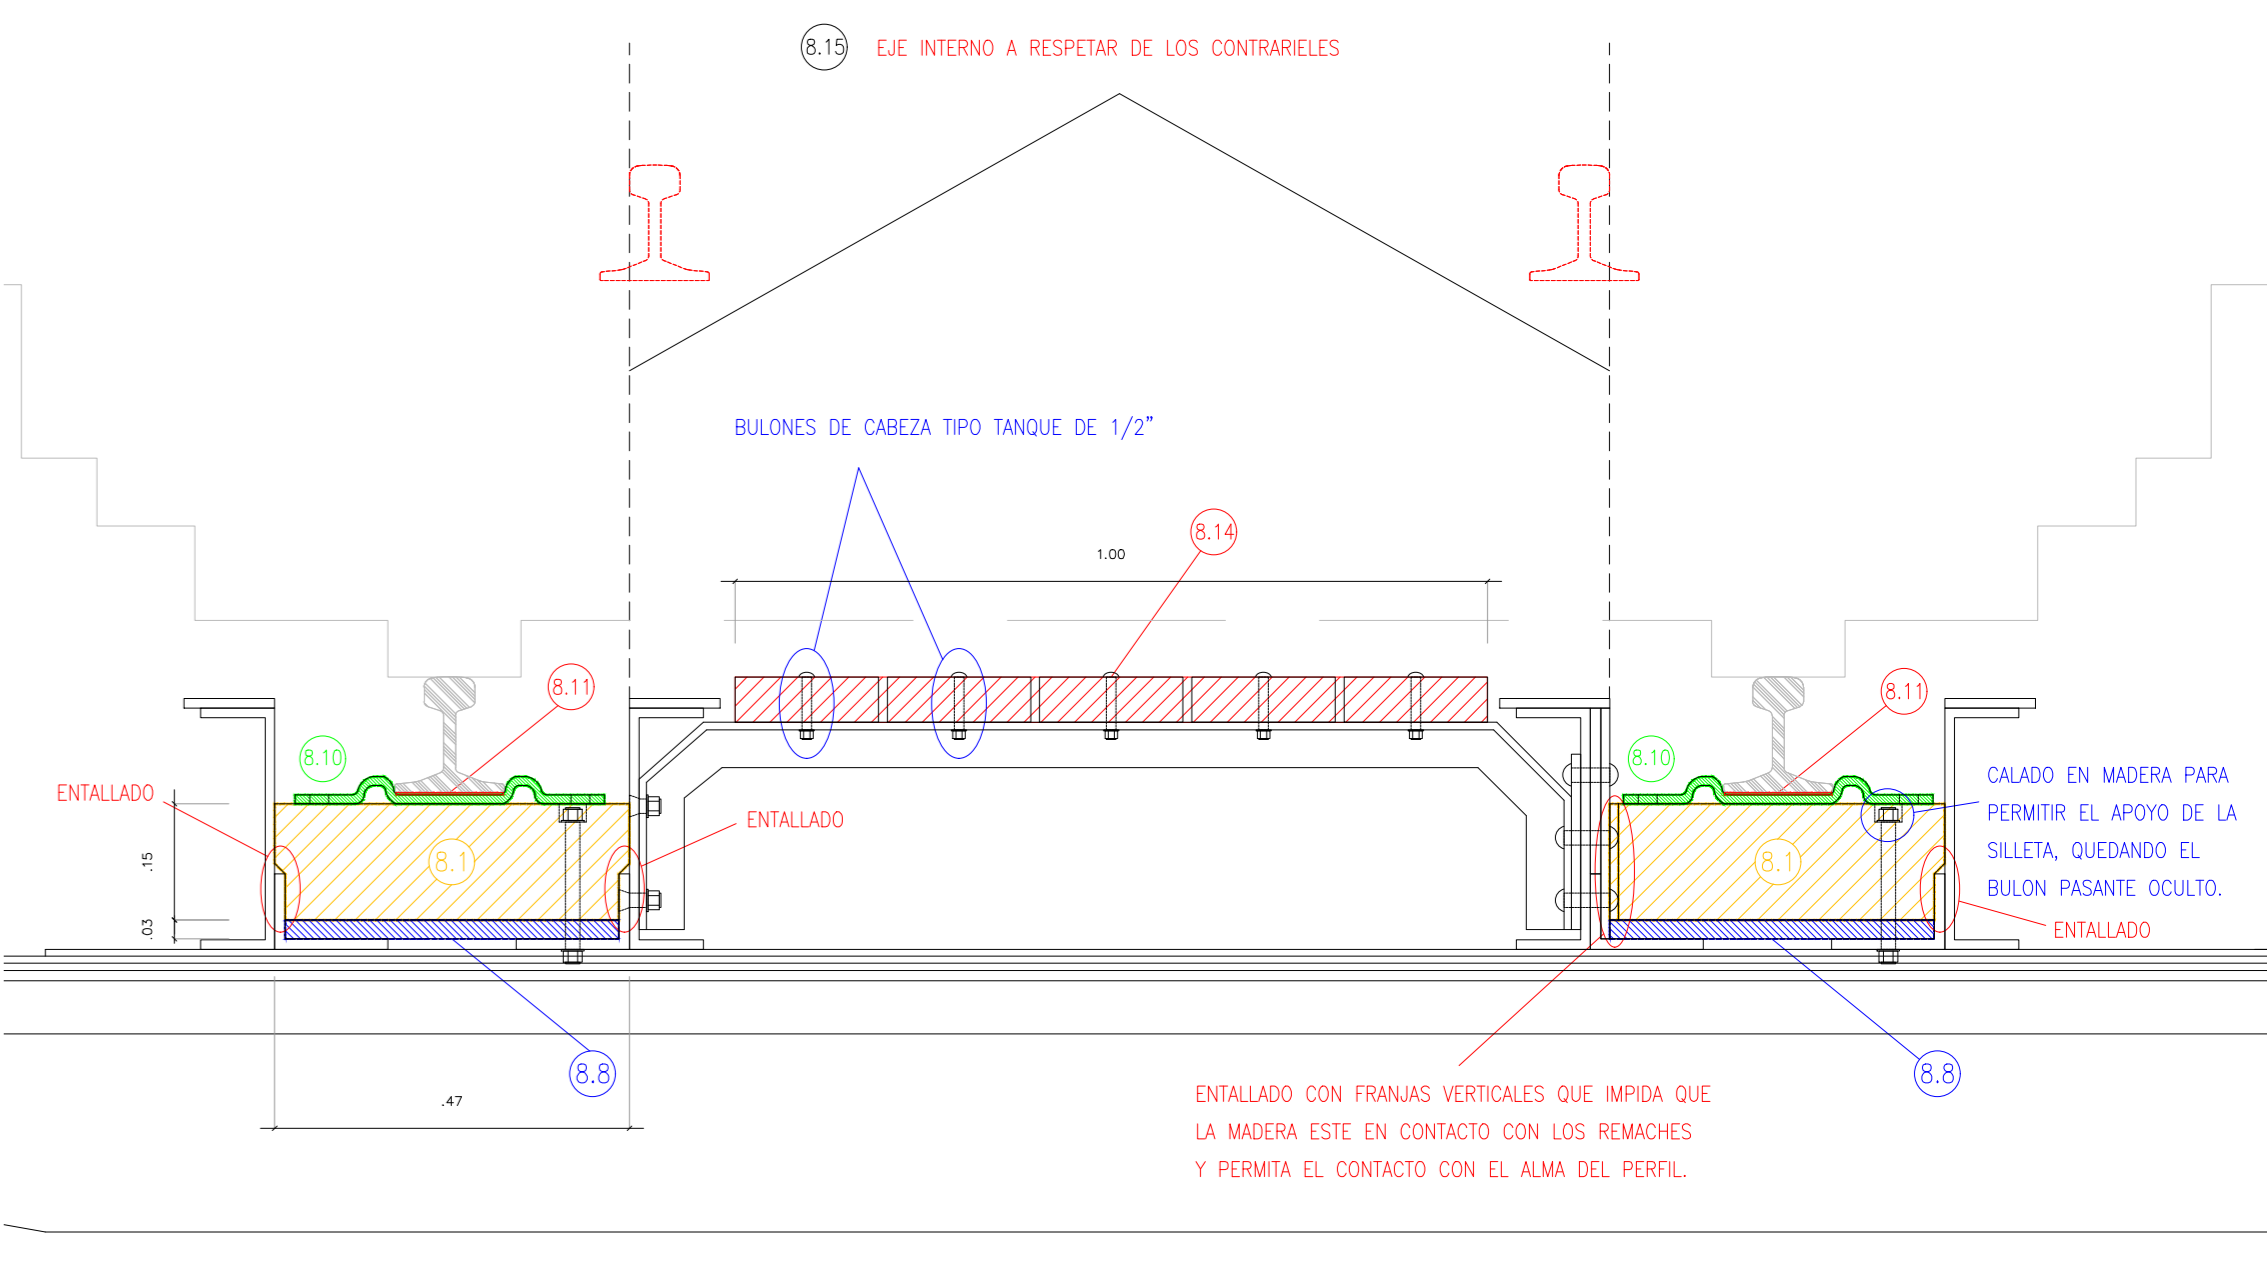 8.15 EJE INTERNO A RESPETAR DE LOS CONTRARIELES
BULONES DE CABEZA TIPO TANQUE DE 1/2”
8.14
1.00
8.11
8.11
8.10
8.10
ENTALLADO
ENTALLADO
CALADO EN MADERA PARA
PERMITIR EL APOYO DE LA
SILLETA, QUEDANDO EL
BULON PASANTE OCULTO.
.15
8.1
8.1
.03
ENTALLADO
8.8
8.8
.47
ENTALLADO CON FRANJAS VERTICALES QUE IMPIDA QUE
LA MADERA ESTE EN CONTACTO CON LOS REMACHES
Y PERMITA EL CONTACTO CON EL ALMA DEL PERFIL.